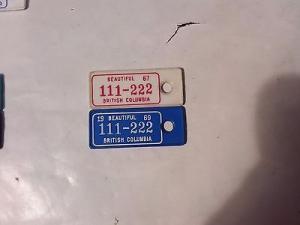 BEAUTIFUL 67
111-222
BRITISH COLUMBIA
19 BEAUTIFUL 69
111-222
BRITISH COLUMBIA